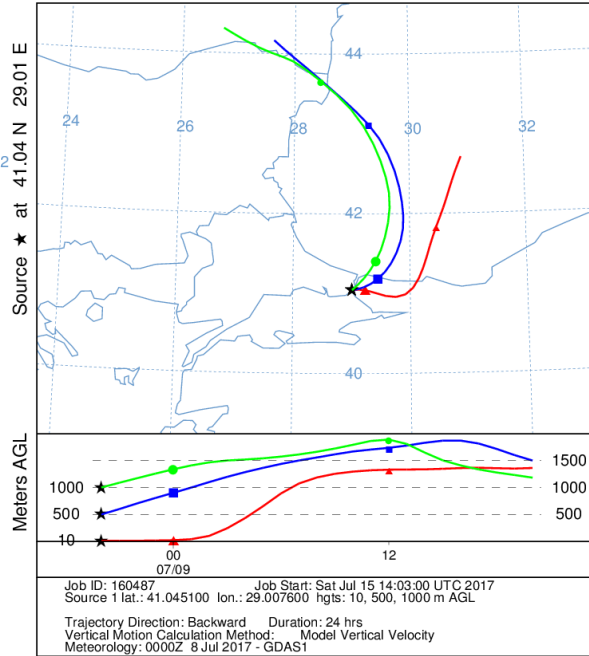 Source ★ at 41.04 N 29.01 E
44
24
26
28
30
32
2
42
40
Meters AGL
1500
1000
1000
500
500
10
00
12
07/09
Job ID: 160487 Job Start: Sat Jul 15 14:03:00 UTC 2017
Source 1 lat.: 41.045100 lon.: 29.007600 hgts: 10, 500, 1000 m AGL
Trajectory Direction: Backward Duration: 24 hrs
Vertical Motion Calculation Method: Model Vertical Velocity
Meteorology: 0000Z 8 Jul 2017 - GDAS1